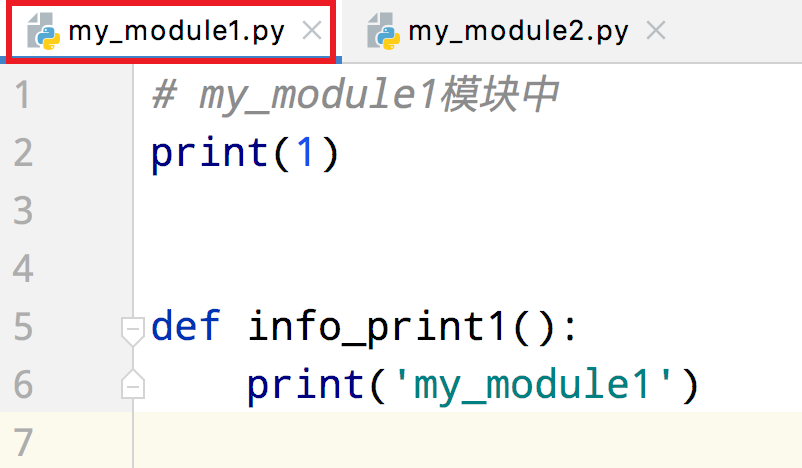 my_module1.py my_module2.py
1 # my_module1模块中
2 print(1)
3
4
5 def info_print1():
6     print('my_module1')
7